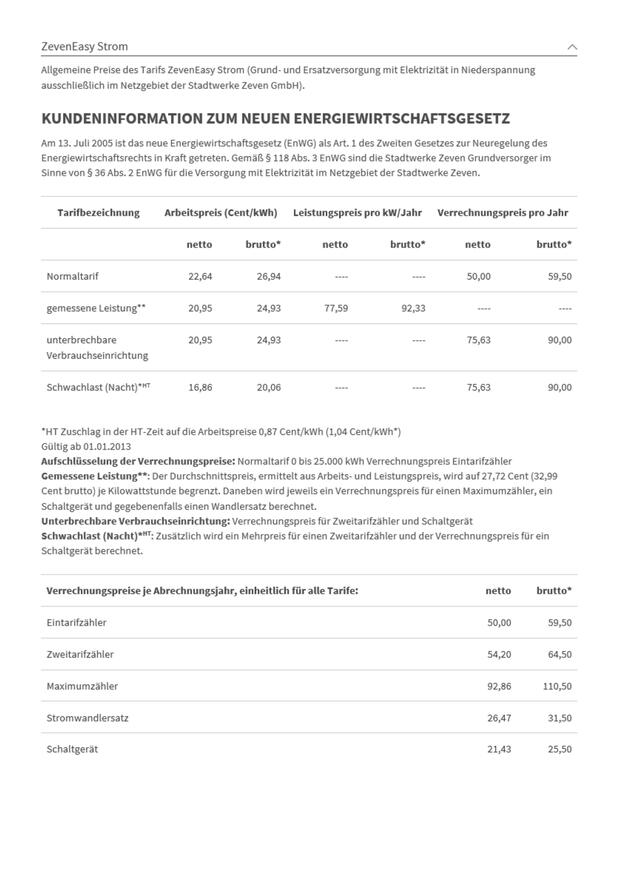 ZevenEasy Strom
Allgemeine Preise des Tarifs ZevenEasy Strom (Grund- und Ersatzversorgung mit Elektrizität in Niederspannung
ausschließlich im Netzgebiet der Stadtwerke Zeven GmbH).
KUNDENINFORMATION ZUM NEUEN ENERGIEWIRTSCHAFTSGESETZ
Am 13. Juli 2005 ist das neue Energiewirtschaftsgesetz (EnWG) als Art. 1 des Zweiten Gesetzes zur Neuregelung des
Energiewirtschaftsrechts in Kraft getreten. Gemäß § 118 Abs. 3 EnWG sind die Stadtwerke Zeven Grundversorger im
Sinne von § 36 Abs. 2 EnWG für die Versorgung mit Elektrizität im Netzgebiet der Stadtwerke Zeven.
Tarifbezeichnung Arbeitspreis (Cent/kWh) Leistungspreis pro kW/Jahr Verrechnungspreis pro Jahr
netto brutto* netto brutto* netto brutto*
Normaltarif 22,64 26,94 ---- ---- 50,00 59,50
gemessene Leistung** 20,95 24,93 77,59 92,33 ---- ----
unterbrechbare 20,95 24,93 ---- ---- 75,63 90,00
Verbrauchseinrichtung
Schwachlast (Nacht)*ᴴᵀ 16,86 20,06 ---- ---- 75,63 90,00
*HT Zuschlag in der HT-Zeit auf die Arbeitspreise 0,87 Cent/kWh (1,04 Cent/kWh*)
Gültig ab 01.01.2013
Aufschlüsselung der Verrechnungspreise: Normaltarif 0 bis 25.000 kWh Verrechnungspreis Eintarifzähler
Gemessene Leistung**: Der Durchschnittspreis, ermittelt aus Arbeits- und Leistungspreis, wird auf 27,72 Cent (32,99
Cent brutto) je Kilowattstunde begrenzt. Daneben wird jeweils ein Verrechnungspreis für einen Maximumzähler, ein
Schaltgerät und gegebenenfalls einen Wandlersatz berechnet.
Unterbrechbare Verbrauchseinrichtung: Verrechnungspreis für Zweitarifzähler und Schaltgerät
Schwachlast (Nacht)*ᴴᵀ: Zusätzlich wird ein Mehrpreis für einen Zweitarifzähler und der Verrechnungspreis für ein
Schaltgerät berechnet.
Verrechnungspreise je Abrechnungsjahr, einheitlich für alle Tarife: netto brutto*
Eintarifzähler 50,00 59,50
Zweitarifzähler 54,20 64,50
Maximumzähler 92,86 110,50
Stromwandlersatz 26,47 31,50
Schaltgerät 21,43 25,50